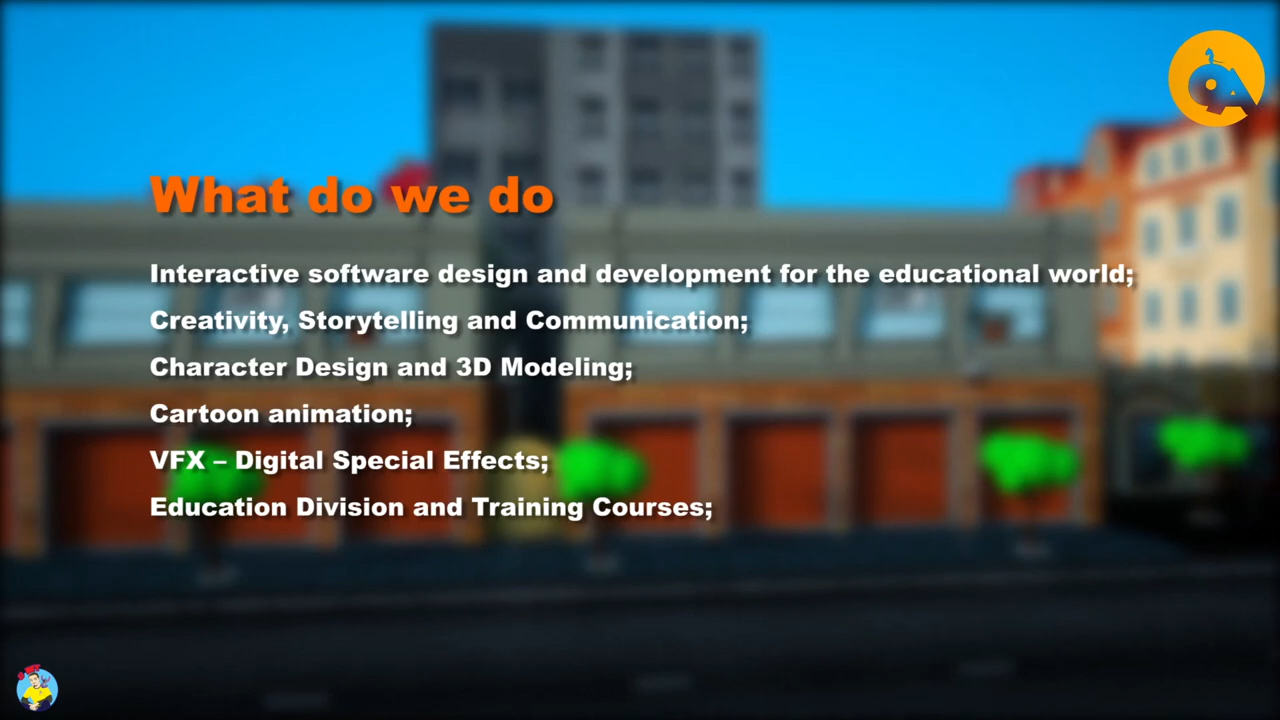 What do we do
Interactive software design and development for the educational world;
Creativity, Storytelling and Communication;
Character Design and 3D Modeling;
Cartoon animation;
VFX – Digital Special Effects;
Education Division and Training Courses;